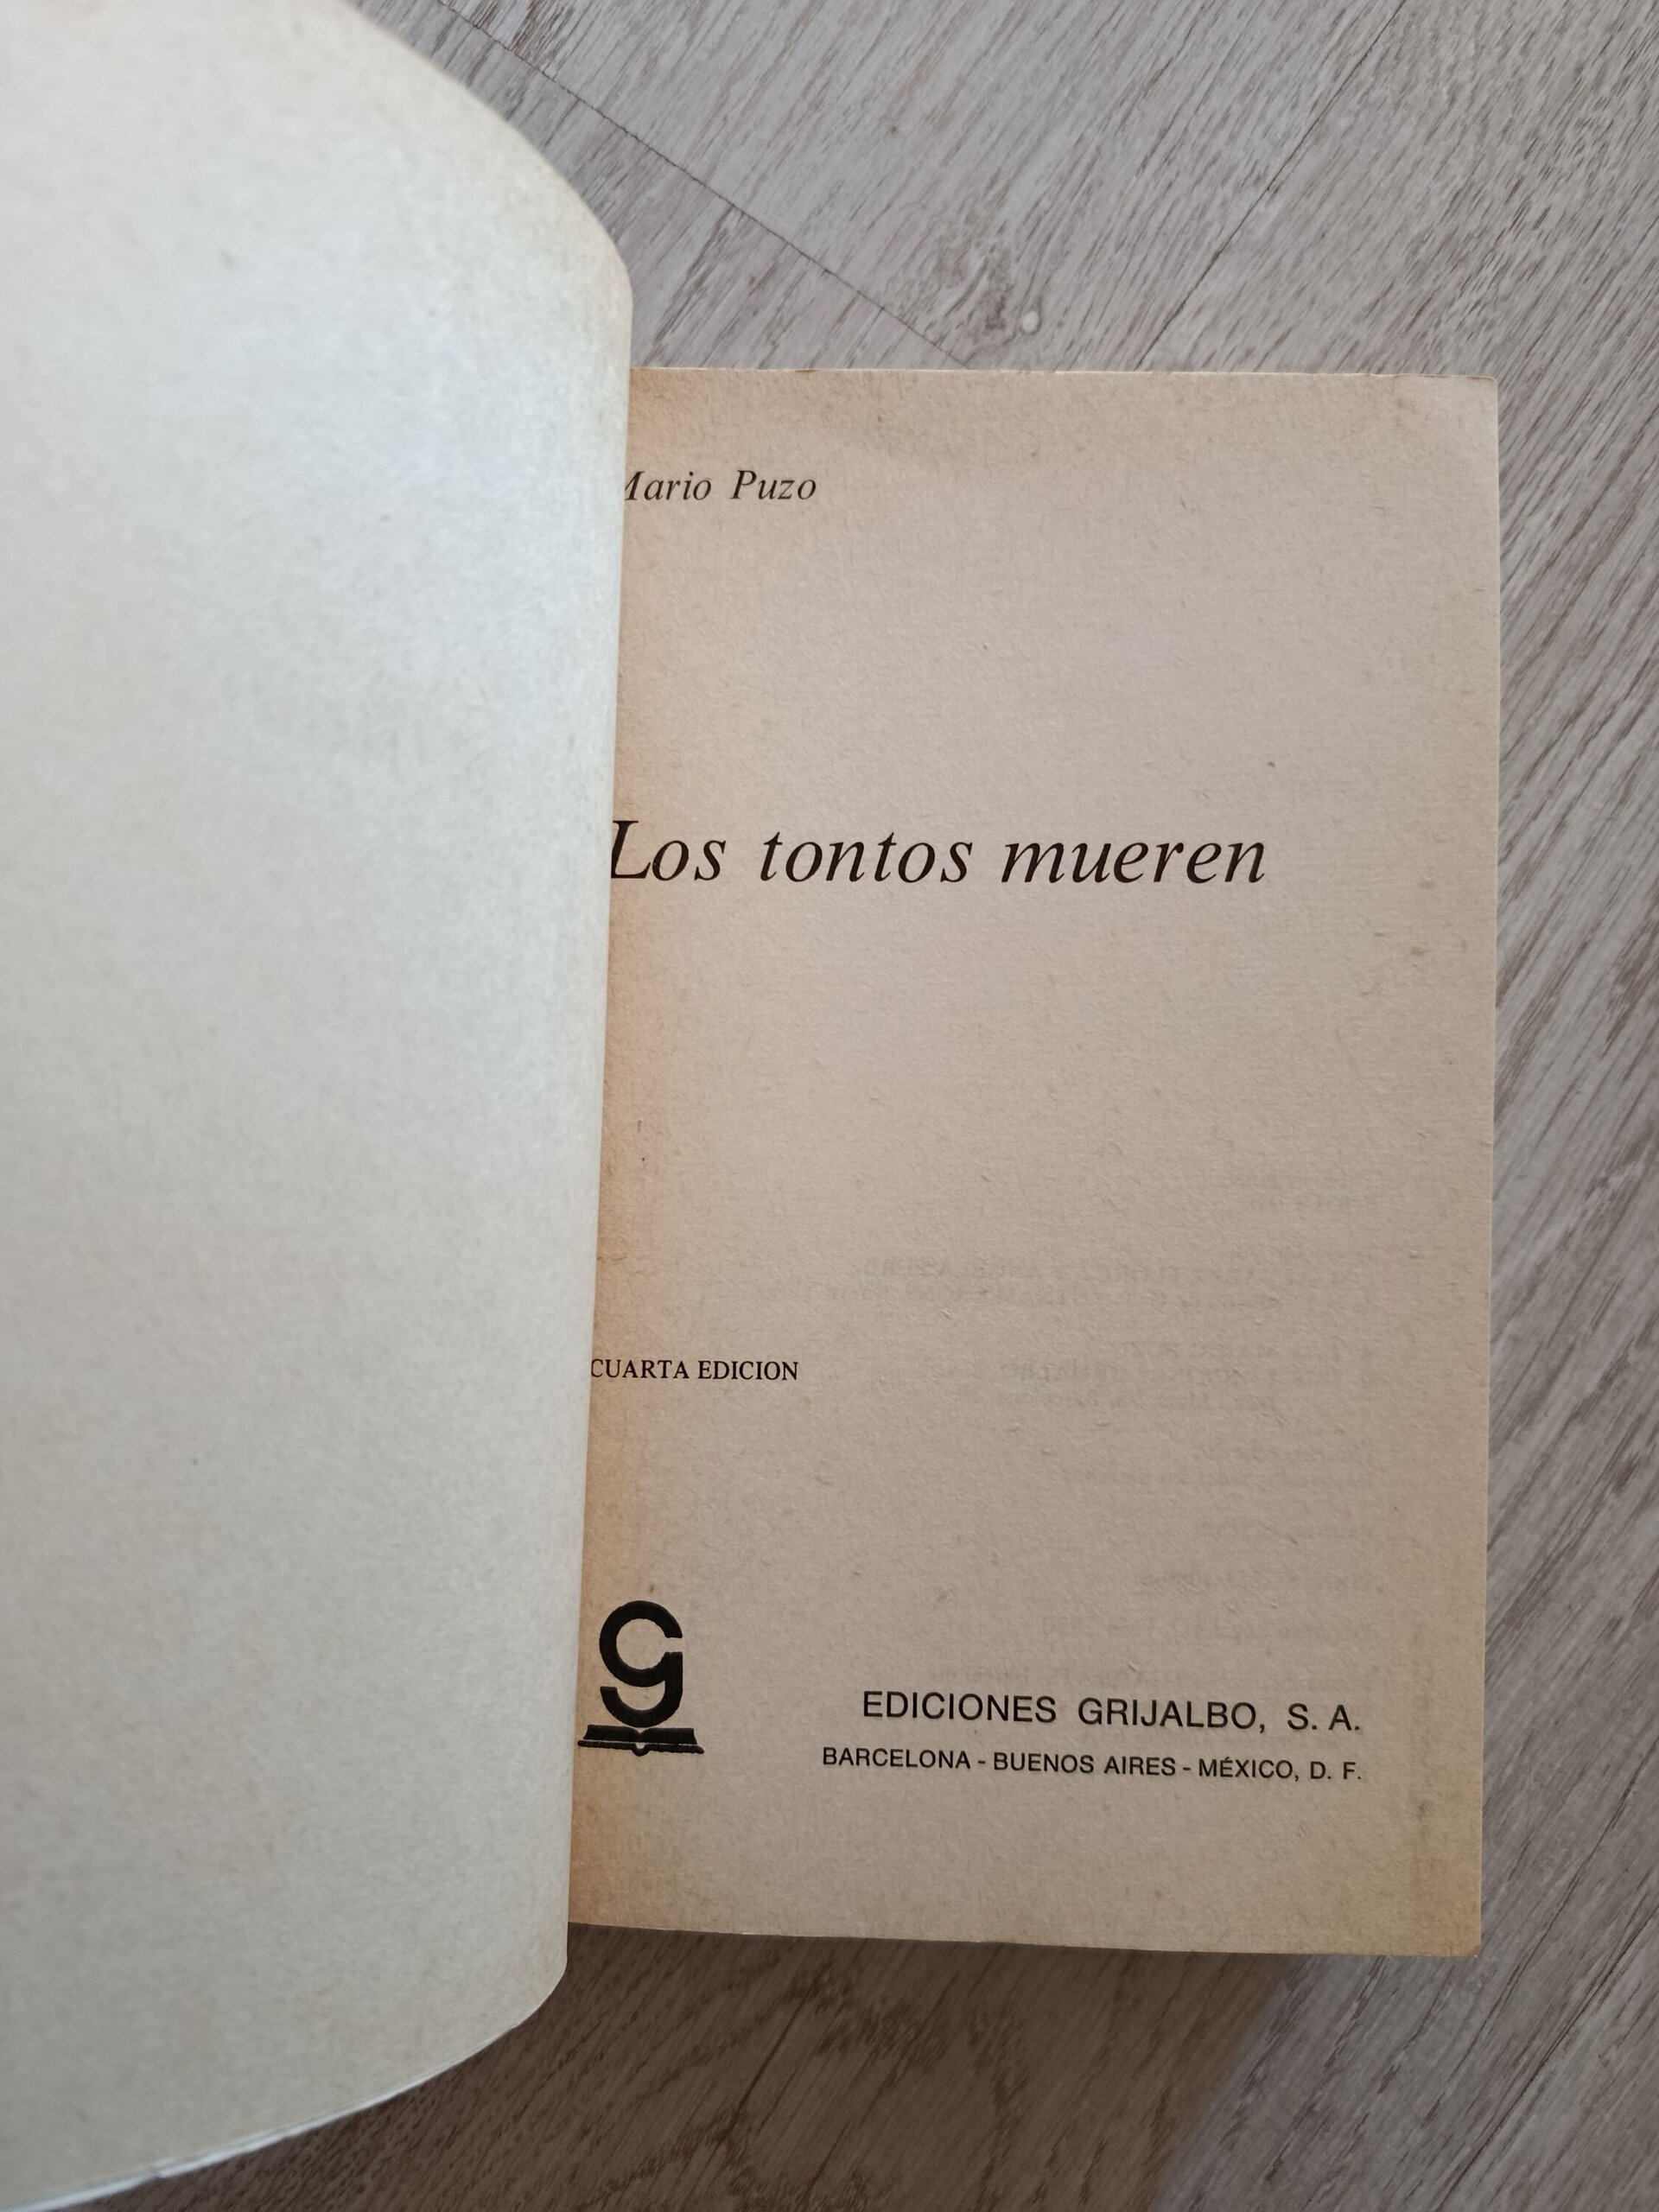 Mario Puzo
Los tontos mueren
CUARTA EDICION
g
EDICIONES GRIJALBO, S. A.
BARCELONA - BUENOS AIRES - MÉXICO, D. F.